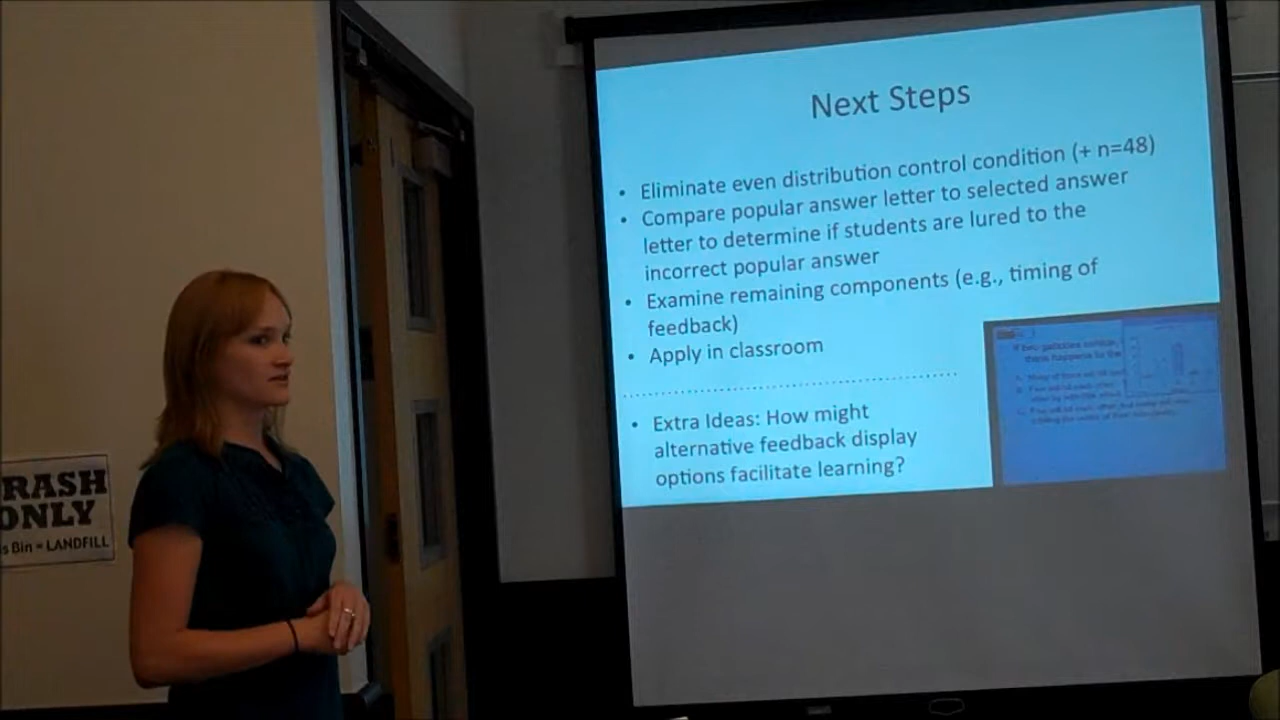 Next Steps
• Eliminate even distribution control condition (+ n=48)
• Compare popular answer letter to selected answer
letter to determine if students are lured to the
incorrect popular answer
• Examine remaining components (e.g., timing of
feedback)
• Apply in classroom
• Extra Ideas: How might
alternative feedback display
options facilitate learning?
RASH
ONLY
s Bin = LANDFILL